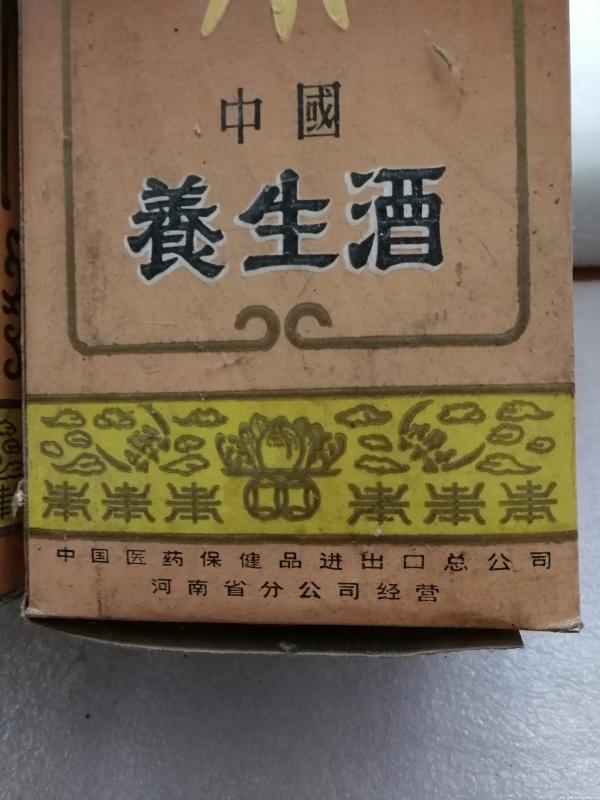 中國
養生酒
中国医药保健品进出口总公司
河南省分公司经营